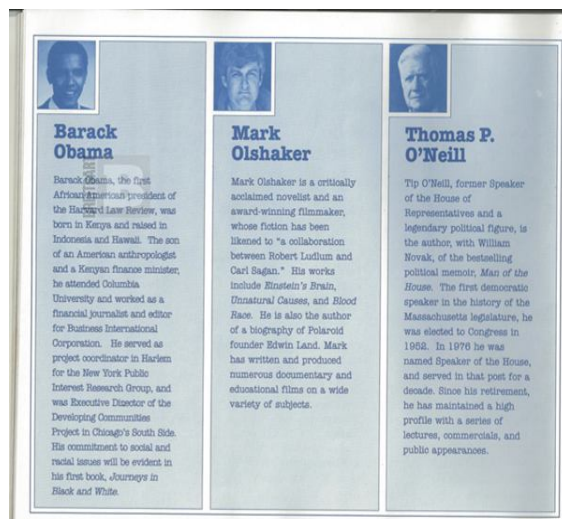 Barack
Obama
Barack Obama, the first
African-American president of
the Harvard Law Review, was
born in Kenya and raised in
Indonesia and Hawaii. The son
of an American anthropologist
and a Kenyan finance minister,
he attended Columbia
University and worked as a
financial journalist and editor
for Business International
Corporation. He served as
project coordinator in Harlem
for the New York Public
Interest Research Group, and
was Executive Director of the
Developing Communities
Project in Chicago's South Side.
His commitment to social and
racial issues will be evident in
his first book, Journeys in
Black and White.
Mark
Olshaker
Mark Olshaker is a critically
acclaimed novelist and an
award-winning filmmaker,
whose fiction has been
likened to "a collaboration
between Robert Ludlum and
Carl Sagan." His works
include Einstein's Brain,
Unnatural Causes, and Blood
Race. He is also the author
of a biography of Polaroid
founder Edwin Land. Mark
has written and produced
numerous documentary and
educational films on a wide
variety of subjects.
Thomas P.
O'Neill
Tip O'Neill, former Speaker
of the House of
Representatives and a
legendary political figure, is
the author, with William
Novak, of the bestselling
political memoir, Man of the
House. The first democratic
speaker in the history of the
Massachusetts legislature, he
was elected to Congress in
1952. In 1976 he was
named Speaker of the House,
and served in that post for a
decade. Since his retirement,
he has maintained a high
profile with a series of
lectures, commercials, and
public appearances.